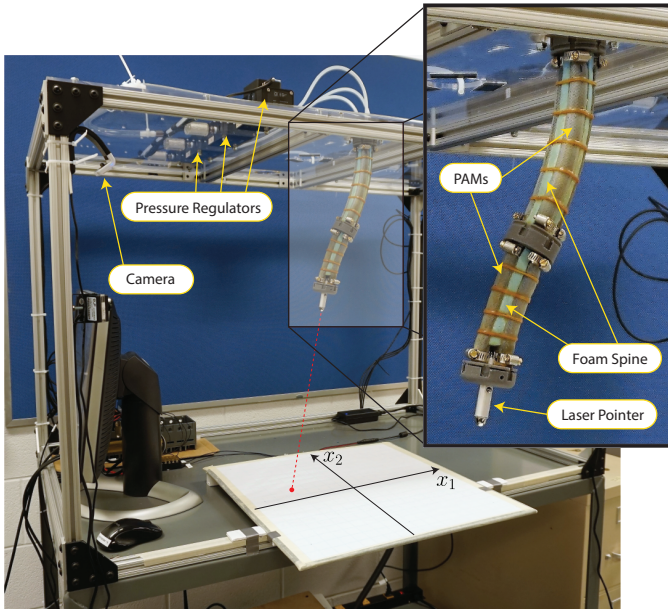 PAMs
Pressure Regulators
Camera
Foam Spine
Laser Pointer
x₂
x₁